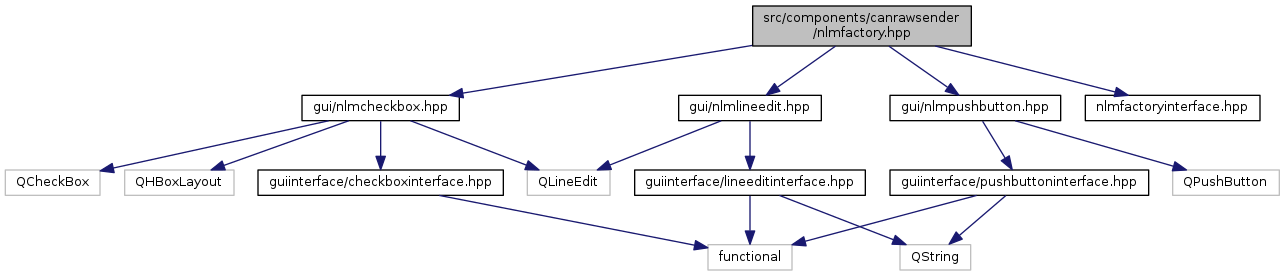 src/components/canrawsender
/nlmfactory.hpp
gui/nlmcheckbox.hpp
gui/nlmlineedit.hpp
gui/nlmpushbutton.hpp
nlmfactoryinterface.hpp
QCheckBox
QHBoxLayout
guiinterface/checkboxinterface.hpp
QLineEdit
guiinterface/lineeditinterface.hpp
guiinterface/pushbuttoninterface.hpp
QPushButton
functional
QString